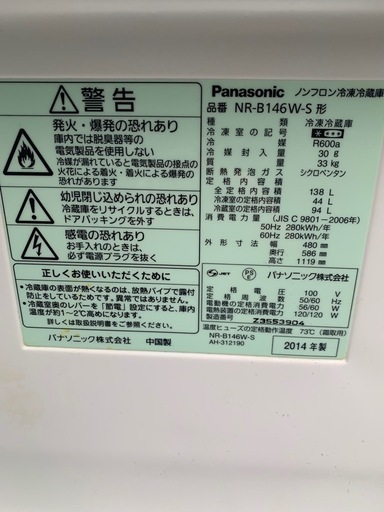 警告
発火・爆発の恐れあり
庫内では脱臭器等の
電気製品を使用しない
冷媒が漏れていると電気製品の接点の
火花による着火・着火による爆発の
恐れあり
幼児閉じ込めの恐れあり
冷蔵庫をリサイクルするときは、
ドアパッキングを外す
感電の恐れあり
お手入れのときは、
必ず電源プラグを抜く
正しくお使いいただくために
・冷蔵庫の表面が熱くなるのは、放熱パイプで露付
防止をしているためです。異常ではありません。
詳しくは取扱説明書をご覧ください。
・冷凍室扉のレバーを「節電」に設定すると、庫内
温度が約1~2℃高めになります。
パナソニック株式会社 中国製
Panasonic ノンフロン冷凍冷蔵庫
品番 NR-B146W-S 形
種類 冷凍冷蔵庫
冷凍室の記号
冷媒 R600a
冷媒封入量 30g
質量 33kg
断熱発泡ガス シクロペンタン
定格内容積 138 L
冷凍室の定格内容積 44 L
冷蔵室の定格内容積 94 L
消費電力量 (JIS C 9801-2006年)
50Hz 280kWh/年
60Hz 280kWh/年
外形寸法 幅 480 mm
奥行 586 mm
高さ 1119 mm
JET PS E パナソニック株式会社
定格電圧 100 V
定格周波数 50/60 Hz
電動機の定格消費電力 56/60 W
電熱装置の定格消費電力 120/120 W
Z3553904
温度ヒューズの定格動作温度 73℃ (霜取用)
NR-B146W-S
AH-312190
2014 年製